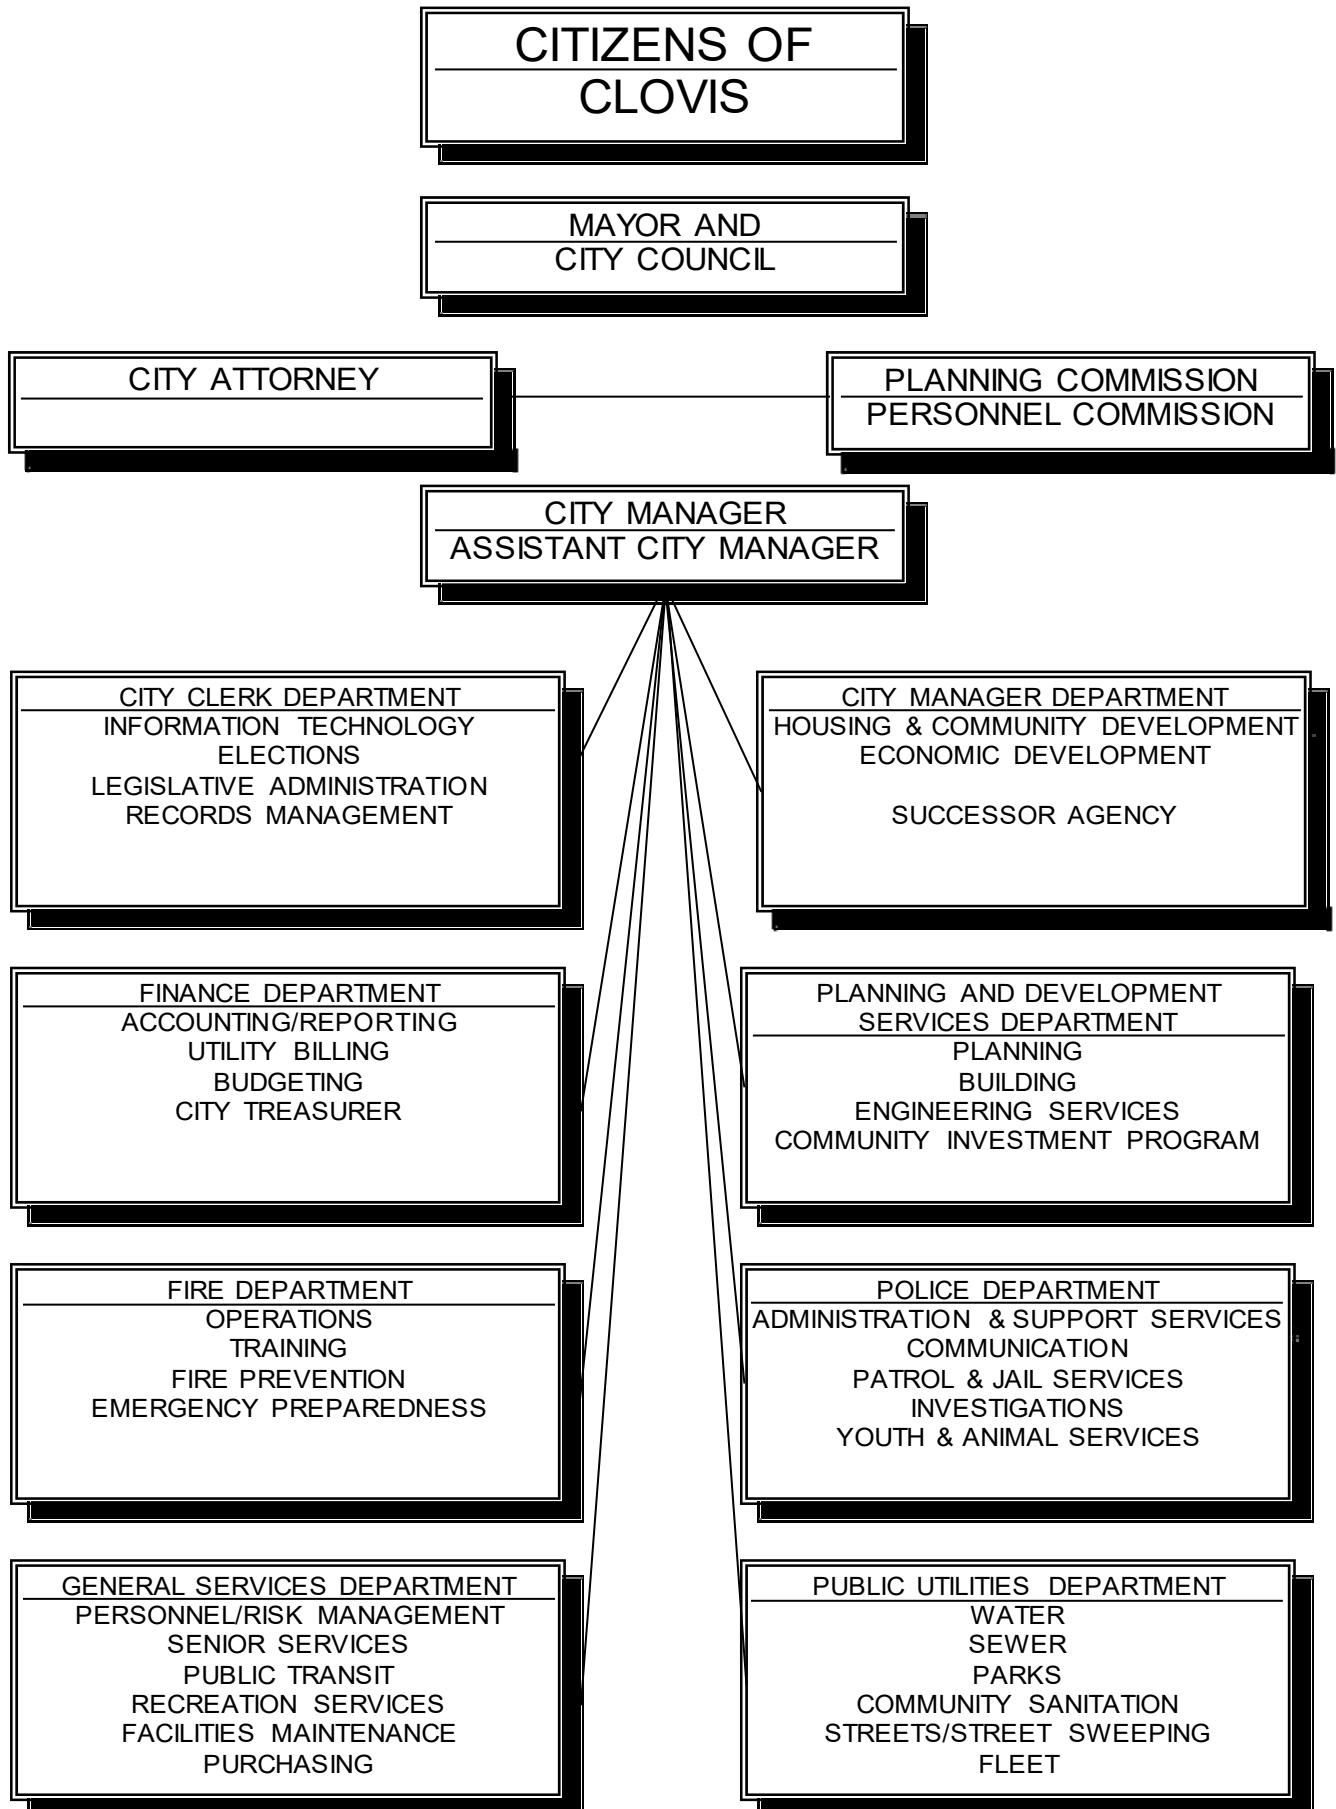 CITIZENS OF
CLOVIS
MAYOR AND
CITY COUNCIL
CITY ATTORNEY
PLANNING COMMISSION
PERSONNEL COMMISSION
CITY MANAGER
ASSISTANT CITY MANAGER
CITY CLERK DEPARTMENT
INFORMATION TECHNOLOGY
ELECTIONS
LEGISLATIVE ADMINISTRATION
RECORDS MANAGEMENT
CITY MANAGER DEPARTMENT
HOUSING & COMMUNITY DEVELOPMENT
ECONOMIC DEVELOPMENT
SUCCESSOR AGENCY
FINANCE DEPARTMENT
ACCOUNTING/REPORTING
UTILITY BILLING
BUDGETING
CITY TREASURER
PLANNING AND DEVELOPMENT
SERVICES DEPARTMENT
PLANNING
BUILDING
ENGINEERING SERVICES
COMMUNITY INVESTMENT PROGRAM
FIRE DEPARTMENT
OPERATIONS
TRAINING
FIRE PREVENTION
EMERGENCY PREPAREDNESS
POLICE DEPARTMENT
ADMINISTRATION & SUPPORT SERVICES
COMMUNICATION
PATROL & JAIL SERVICES
INVESTIGATIONS
YOUTH & ANIMAL SERVICES
GENERAL SERVICES DEPARTMENT
PERSONNEL/RISK MANAGEMENT
SENIOR SERVICES
PUBLIC TRANSIT
RECREATION SERVICES
FACILITIES MAINTENANCE
PURCHASING
PUBLIC UTILITIES DEPARTMENT
WATER
SEWER
PARKS
COMMUNITY SANITATION
STREETS/STREET SWEEPING
FLEET